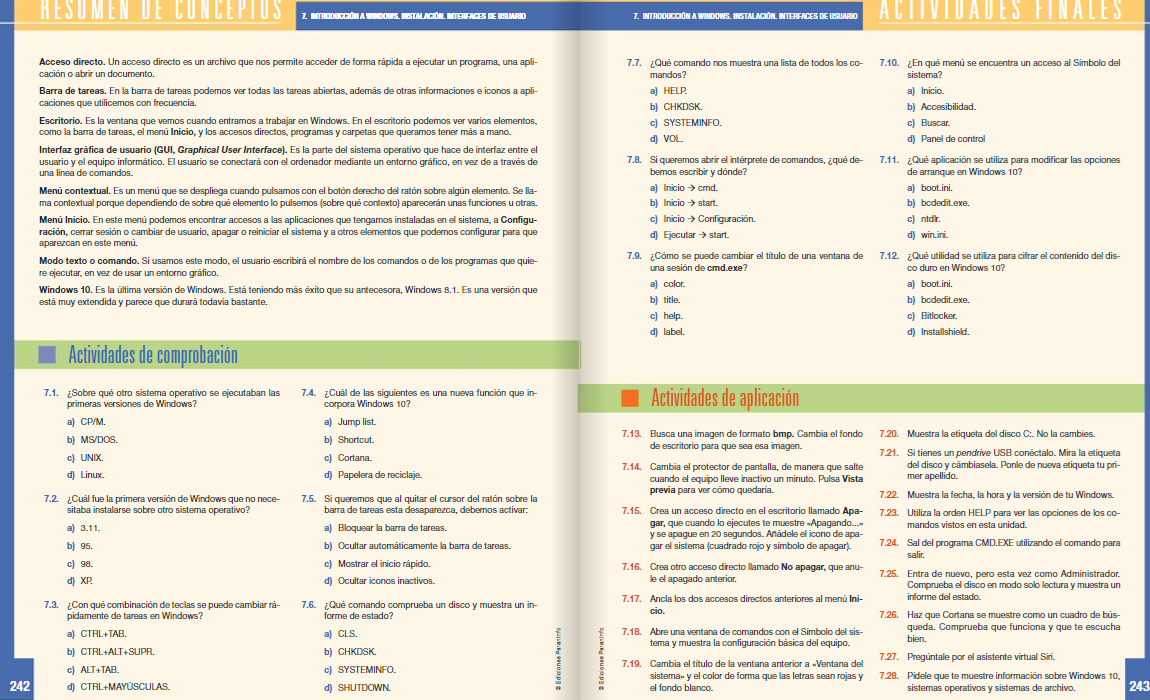 RESUMEN DE CONCEPTOS
7. INTRODUCCIÓN A WINDOWS. INSTALACIÓN. INTERFACES DE USUARIO
Acceso directo. Un acceso directo es un archivo que nos permite acceder de forma rápida a ejecutar un programa, una apli-
cación o abrir un documento.
Barra de tareas. En la barra de tareas podemos ver todas las tareas abiertas, además de otras informaciones e iconos a apli-
caciones que utilicemos con frecuencia.
Escritorio. Es la ventana que vemos cuando entramos a trabajar en Windows. En el escritorio podemos ver varios elementos,
como la barra de tareas, el menú Inicio, y los accesos directos, programas y carpetas que queramos tener más a mano.
Interfaz gráfica de usuario (GUI, Graphical User Interface). Es la parte del sistema operativo que hace de interfaz entre el
usuario y el equipo informático. El usuario se conectará con el ordenador mediante un entorno gráfico, en vez de a través de
una línea de comandos.
Menú contextual. Es un menú que se despliega cuando pulsamos con el botón derecho del ratón sobre algún elemento. Se lla-
ma contextual porque dependiendo de sobre qué elemento lo pulsemos (sobre qué contexto) aparecerán unas funciones u otras.
Menú Inicio. En este menú podemos encontrar accesos a las aplicaciones que tengamos instaladas en el sistema, a Configu-
ración, cerrar sesión o cambiar de usuario, apagar o reiniciar el sistema y a otros elementos que podemos configurar para que
aparezcan en este menú.
Modo texto o comando. Si usamos este modo, el usuario escribirá el nombre de los comandos o de los programas que quie-
re ejecutar, en vez de usar un entorno gráfico.
Windows 10. Es la última versión de Windows. Está teniendo más éxito que su antecesora, Windows 8.1. Es una versión que
está muy extendida y parece que durará todavía bastante.
Actividades de comprobación
7.1. ¿Sobre qué otro sistema operativo se ejecutaban las
primeras versiones de Windows?
a) CP/M.
b) MS/DOS.
c) UNIX.
d) Linux.
7.2. ¿Cuál fue la primera versión de Windows que no nece-
sitaba instalarse sobre otro sistema operativo?
a) 3.11.
b) 95.
c) 98.
d) XP.
7.3. ¿Con qué combinación de teclas se puede cambiar rá-
pidamente de tareas en Windows?
a) CTRL+TAB.
b) CTRL+ALT+SUPR.
c) ALT+TAB.
d) CTRL+MAYÚSCULAS.
7.4. ¿Cuál de las siguientes es una nueva función que in-
corpora Windows 10?
a) Jump list.
b) Shortcut.
c) Cortana.
d) Papelera de reciclaje.
7.5. Si queremos que al quitar el cursor del ratón sobre la
barra de tareas esta desaparezca, debemos activar:
a) Bloquear la barra de tareas.
b) Ocultar automáticamente la barra de tareas.
c) Mostrar el inicio rápido.
d) Ocultar iconos inactivos.
7.6. ¿Qué comando comprueba un disco y muestra un in-
forme de estado?
a) CLS.
b) CHKDSK.
c) SYSTEMINFO.
d) SHUTDOWN.
© Ediciones Paraninfo
242
7. INTRODUCCIÓN A WINDOWS. INSTALACIÓN. INTERFACES DE USUARIO
ACTIVIDADES FINALES
7.7. ¿Qué comando nos muestra una lista de todos los co-
mandos?
a) HELP.
b) CHKDSK.
c) SYSTEMINFO.
d) VOL.
7.8. Si queremos abrir el intérprete de comandos, ¿qué de-
bemos escribir y dónde?
a) Inicio → cmd.
b) Inicio → start.
c) Inicio → Configuración.
d) Ejecutar → start.
7.9. ¿Cómo se puede cambiar el título de una ventana de
una sesión de cmd.exe?
a) color.
b) title.
c) help.
d) label.
7.10. ¿En qué menú se encuentra un acceso al Símbolo del
sistema?
a) Inicio.
b) Accesibilidad.
c) Buscar.
d) Panel de control
7.11. ¿Qué aplicación se utiliza para modificar las opciones
de arranque en Windows 10?
a) boot.ini.
b) bcdedit.exe.
c) ntdlr.
d) win.ini.
7.12. ¿Qué utilidad se utiliza para cifrar el contenido del dis-
co duro en Windows 10?
a) boot.ini.
b) bcdedit.exe.
c) Bitlocker.
d) Installshield.
Actividades de aplicación
7.13. Busca una imagen de formato bmp. Cambia el fondo
de escritorio para que sea esa imagen.
7.14. Cambia el protector de pantalla, de manera que salte
cuando el equipo lleve inactivo un minuto. Pulsa Vista
previa para ver cómo quedaría.
7.15. Crea un acceso directo en el escritorio llamado Apa-
gar, que cuando lo ejecutes te muestre «Apagando...»
y se apague en 20 segundos. Añádele el icono de apa-
gar el sistema (cuadrado rojo y símbolo de apagar).
7.16. Crea otro acceso directo llamado No apagar, que anu-
le el apagado anterior.
7.17. Ancla los dos accesos directos anteriores al menú Ini-
cio.
7.18. Abre una ventana de comandos con el Símbolo del sis-
tema y muestra la configuración básica del equipo.
7.19. Cambia el título de la ventana anterior a «Ventana del
sistema» y el color de forma que las letras sean rojas y
el fondo blanco.
7.20. Muestra la etiqueta del disco C:. No la cambies.
7.21. Si tienes un pendrive USB conéctalo. Mira la etiqueta
del disco y cámbiasela. Ponle de nueva etiqueta tu pri-
mer apellido.
7.22. Muestra la fecha, la hora y la versión de tu Windows.
7.23. Utiliza la orden HELP para ver las opciones de los co-
mandos vistos en esta unidad.
7.24. Sal del programa CMD.EXE utilizando el comando para
salir.
7.25. Entra de nuevo, pero esta vez como Administrador.
Comprueba el disco en modo solo lectura y muestra un
informe del estado.
7.26. Haz que Cortana se muestre como un cuadro de bús-
queda. Comprueba que funciona y que te escucha
bien.
7.27. Pregúntale por el asistente virtual Siri.
7.28. Pídele que te muestre información sobre Windows 10,
sistemas operativos y sistemas de archivo.
© Ediciones Paraninfo
243